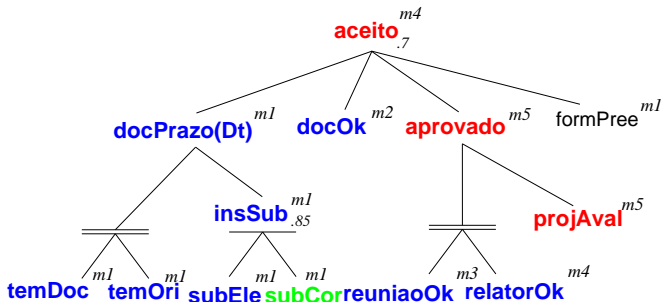 aceito m4 .7
docPrazo(Dt) m1 docOk m2 aprovado m5 formPree m1
insSub m1 .85 projAval m5
temDoc m1 temOri m1 subEle m1 subCor m1 reuniaoOk m3 relatorOk m4